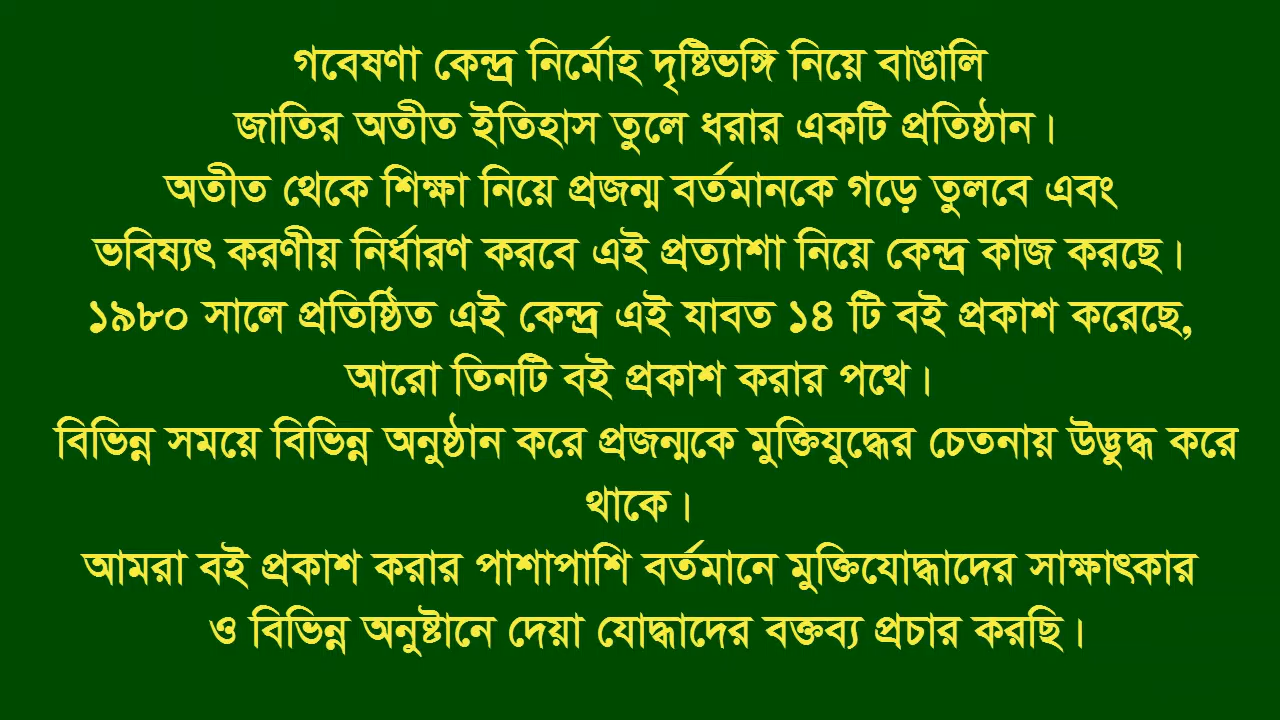 গবেষণা কেন্দ্র নির্মোহ দৃষ্টিভঙ্গি নিয়ে বাঙালি
জাতির অতীত ইতিহাস তুলে ধরার একটি প্রতিষ্ঠান।
অতীত থেকে শিক্ষা নিয়ে প্রজন্ম বর্তমানকে গড়ে তুলবে এবং
ভবিষ্যৎ করণীয় নির্ধারণ করবে এই প্রত্যাশা নিয়ে কেন্দ্র কাজ করছে।
১৯৮০ সালে প্রতিষ্ঠিত এই কেন্দ্র এই যাবত ১৪ টি বই প্রকাশ করেছে,
আরো তিনটি বই প্রকাশ করার পথে।
বিভিন্ন সময়ে বিভিন্ন অনুষ্ঠান করে প্রজন্মকে মুক্তিযুদ্ধের চেতনায় উদ্ভুদ্ধ করে
থাকে।
আমরা বই প্রকাশ করার পাশাপাশি বর্তমানে মুক্তিযোদ্ধাদের সাক্ষাৎকার
ও বিভিন্ন অনুষ্টানে দেয়া যোদ্ধাদের বক্তব্য প্রচার করছি।